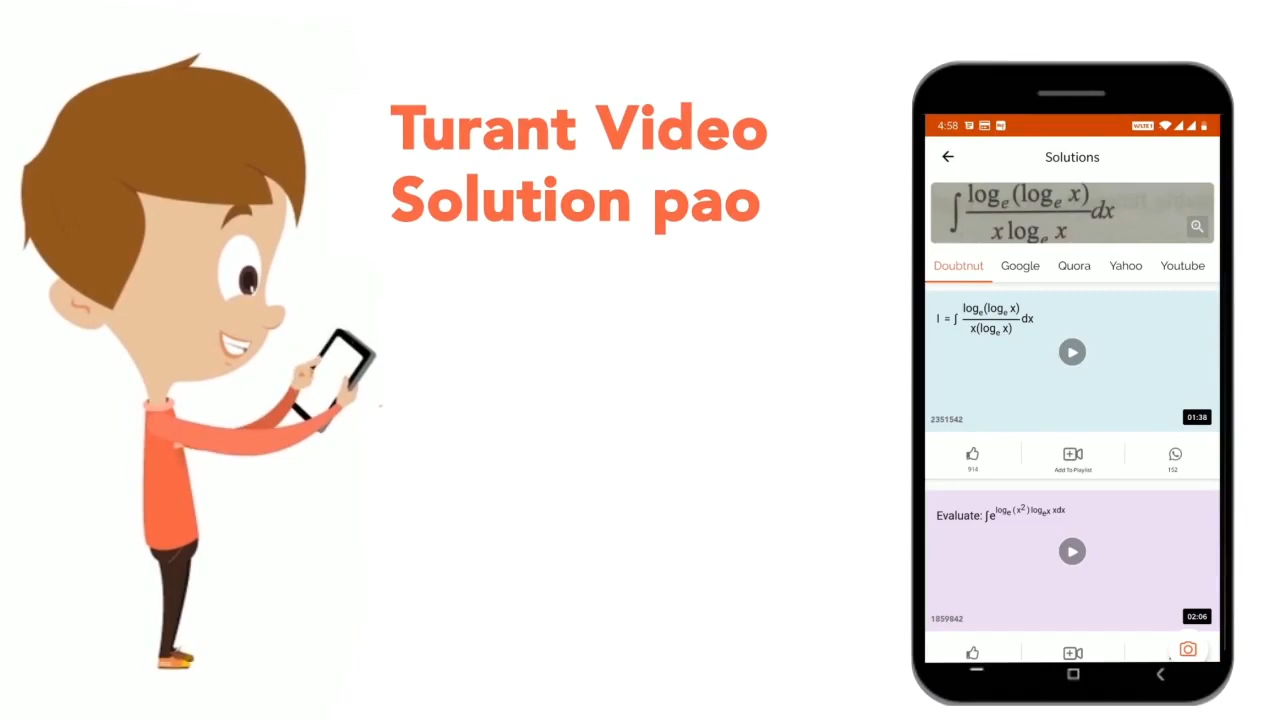 Turant Video
Solution pao
4:58
VoLTE
Solutions
∫ logₑ(logₑ x) / x logₑ x dx
Doubtnut Google Quora Yahoo Youtube
I = ∫ logₑ(logₑ x) / x(logₑ x) dx
2351542 01:38
914 Add To Playlist 152
Evaluate: ∫e^logₑ(x²)logₑx xdx
1859842 02:06